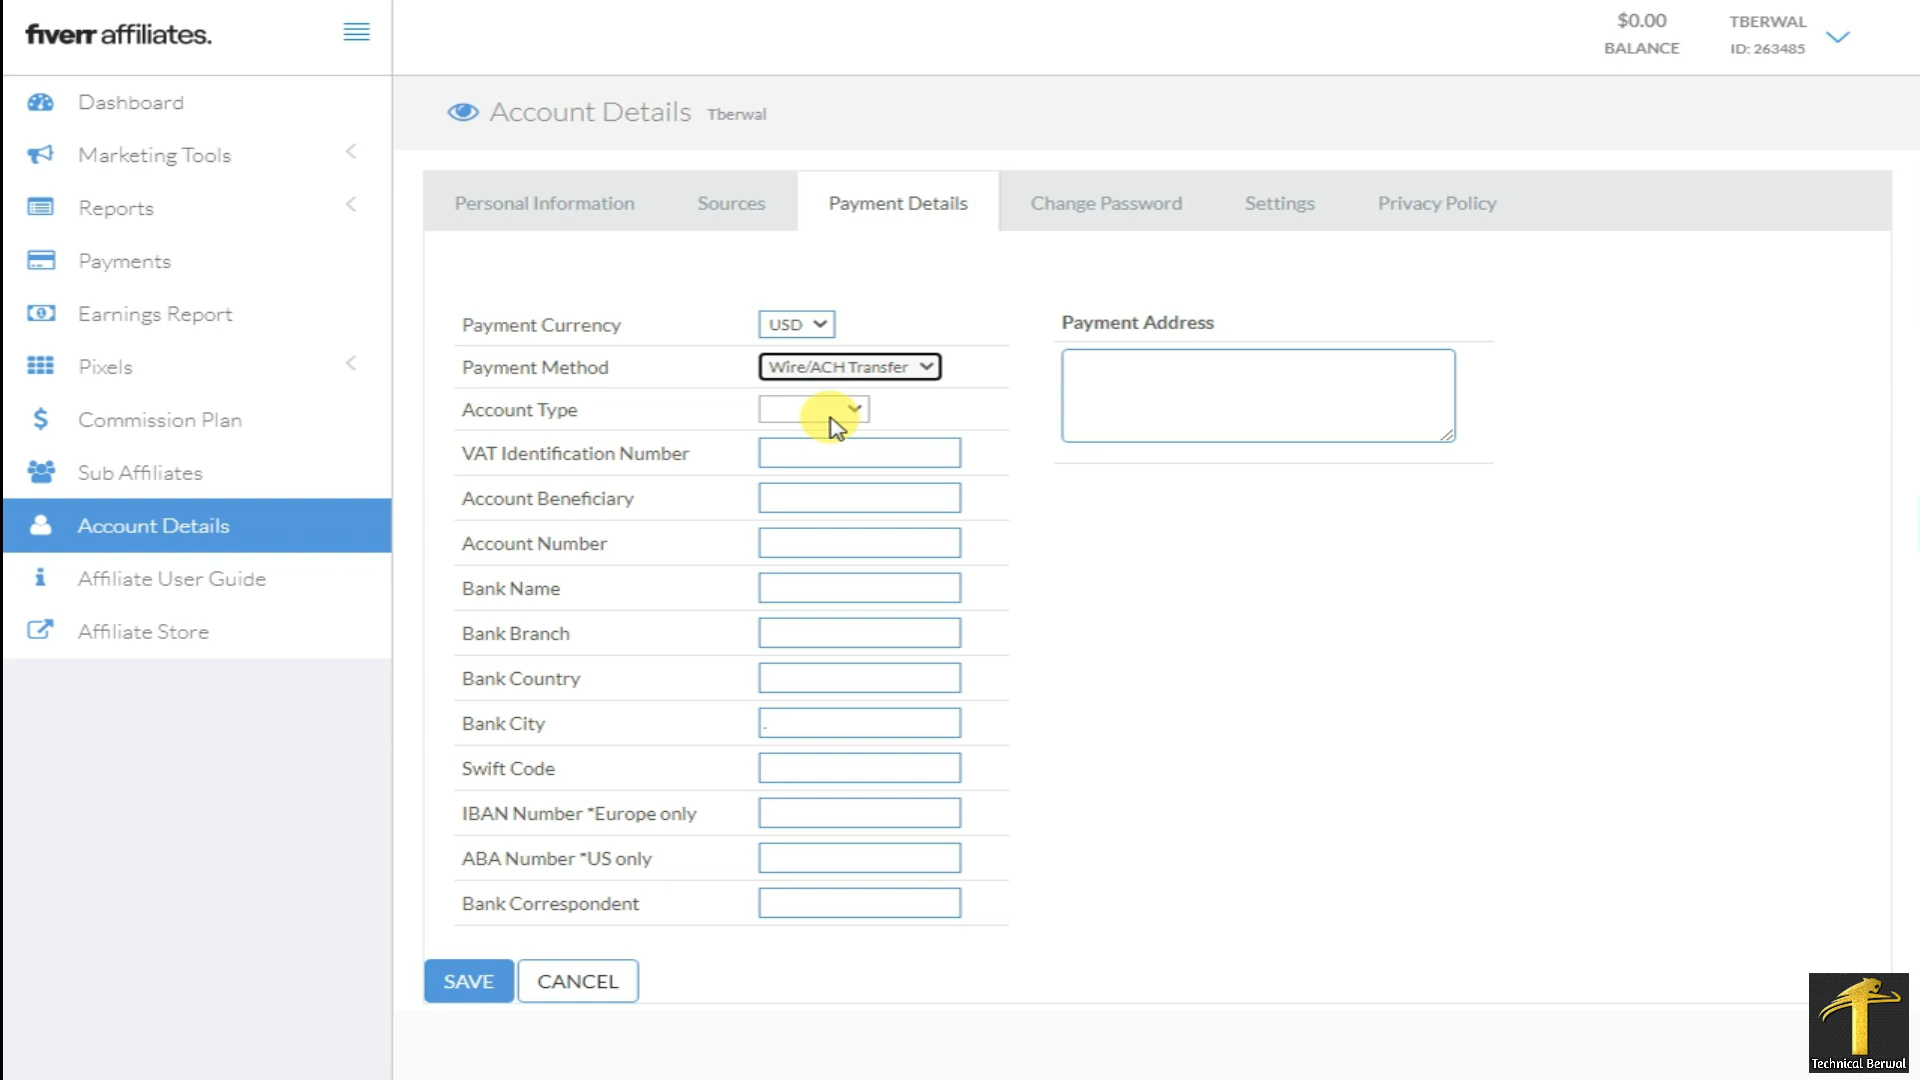 fiverr affiliates.
$0.00
BALANCE
TBERWAL
ID: 263485
Dashboard
Marketing Tools
Reports
Payments
Earnings Report
Pixels
Commission Plan
Sub Affiliates
Account Details
Affiliate User Guide
Affiliate Store
Account Details Tberwal
Personal Information Sources Payment Details Change Password Settings Privacy Policy
Payment Currency USD
Payment Method Wire/ACH Transfer
Account Type
VAT Identification Number
Account Beneficiary
Account Number
Bank Name
Bank Branch
Bank Country
Bank City .
Swift Code
IBAN Number *Europe only
ABA Number *US only
Bank Correspondent
Payment Address
SAVE CANCEL
Technical Berwal